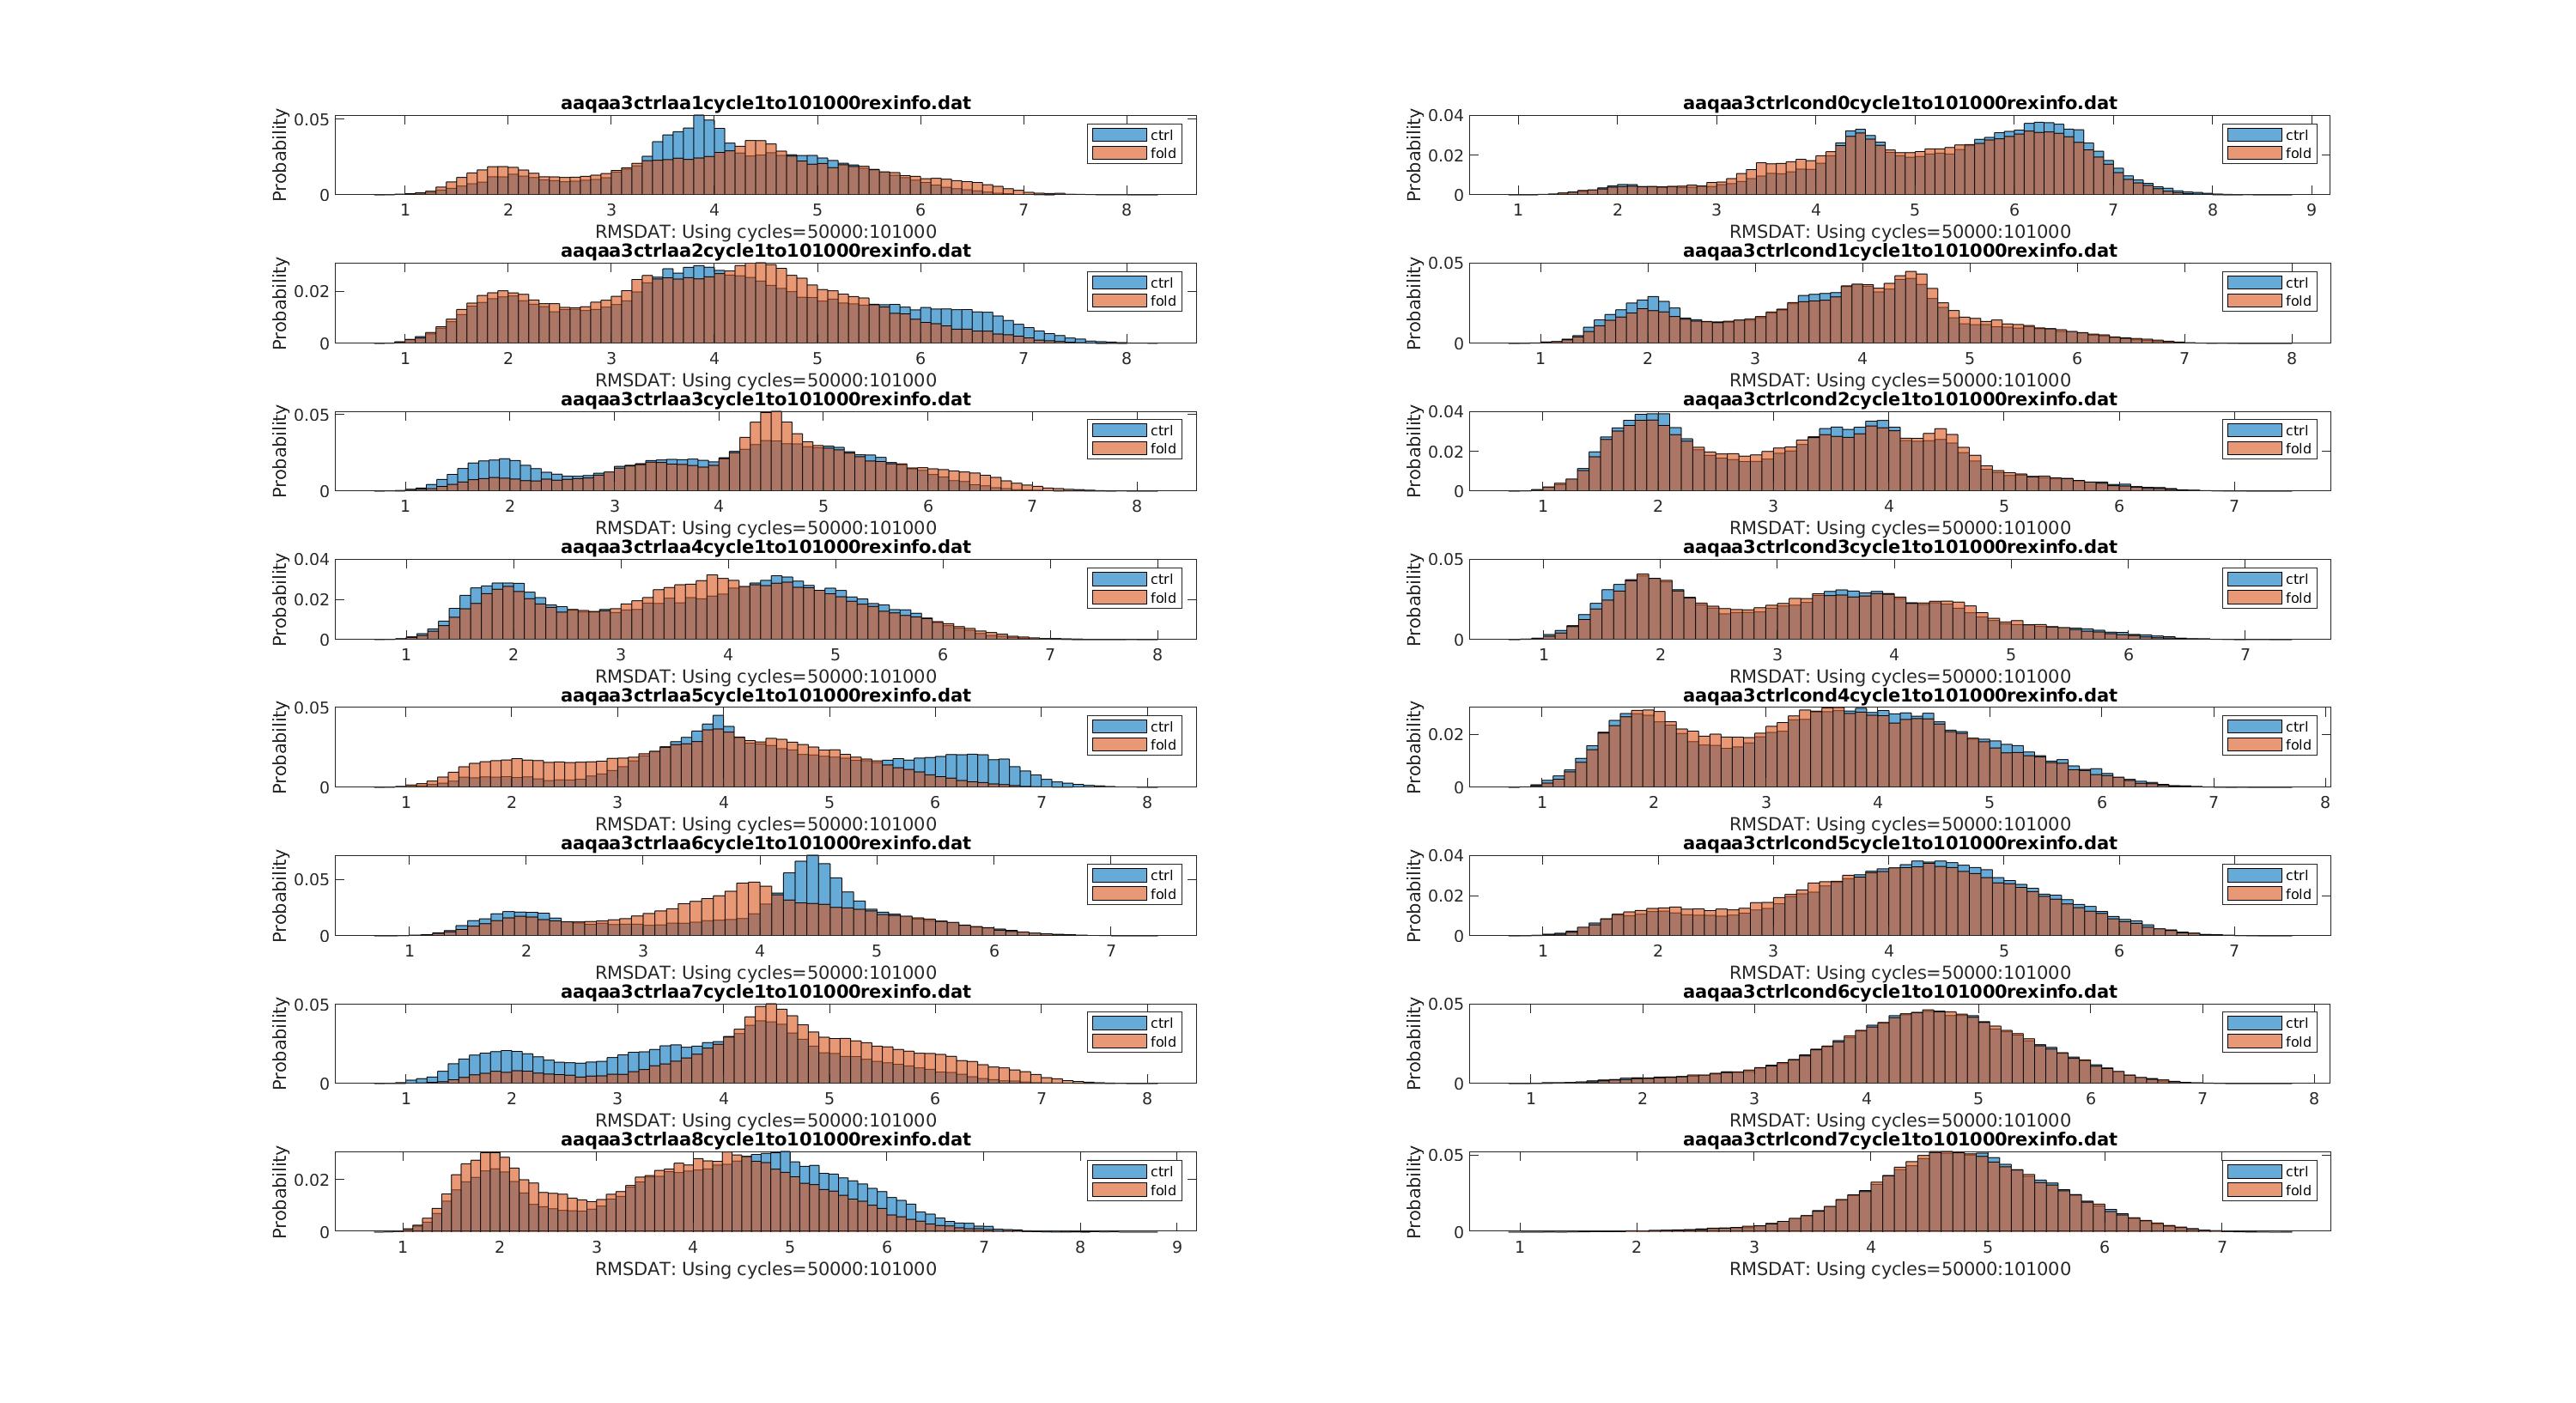 aaqaa3ctrlaa1cycle1to101000rexinfo.dat
Probability
0.05
0
ctrl
fold
1 2 3 4 5 6 7 8
RMSDAT: Using cycles=50000:101000
aaqaa3ctrlaa2cycle1to101000rexinfo.dat
Probability
0.02
0
ctrl
fold
1 2 3 4 5 6 7 8
RMSDAT: Using cycles=50000:101000
aaqaa3ctrlaa3cycle1to101000rexinfo.dat
Probability
0.05
0
ctrl
fold
1 2 3 4 5 6 7 8
RMSDAT: Using cycles=50000:101000
aaqaa3ctrlaa4cycle1to101000rexinfo.dat
Probability
0.04
0.02
0
ctrl
fold
1 2 3 4 5 6 7 8
RMSDAT: Using cycles=50000:101000
aaqaa3ctrlaa5cycle1to101000rexinfo.dat
Probability
0.05
0
ctrl
fold
1 2 3 4 5 6 7 8
RMSDAT: Using cycles=50000:101000
aaqaa3ctrlaa6cycle1to101000rexinfo.dat
Probability
0.05
0
ctrl
fold
1 2 3 4 5 6 7
RMSDAT: Using cycles=50000:101000
aaqaa3ctrlaa7cycle1to101000rexinfo.dat
Probability
0.05
0
ctrl
fold
1 2 3 4 5 6 7 8
RMSDAT: Using cycles=50000:101000
aaqaa3ctrlaa8cycle1to101000rexinfo.dat
Probability
0.02
0
ctrl
fold
1 2 3 4 5 6 7 8 9
RMSDAT: Using cycles=50000:101000
aaqaa3ctrlcond0cycle1to101000rexinfo.dat
Probability
0.04
0.02
0
ctrl
fold
1 2 3 4 5 6 7 8 9
RMSDAT: Using cycles=50000:101000
aaqaa3ctrlcond1cycle1to101000rexinfo.dat
Probability
0.05
0
ctrl
fold
1 2 3 4 5 6 7 8
RMSDAT: Using cycles=50000:101000
aaqaa3ctrlcond2cycle1to101000rexinfo.dat
Probability
0.04
0.02
0
ctrl
fold
1 2 3 4 5 6 7
RMSDAT: Using cycles=50000:101000
aaqaa3ctrlcond3cycle1to101000rexinfo.dat
Probability
0.05
0
ctrl
fold
1 2 3 4 5 6 7
RMSDAT: Using cycles=50000:101000
aaqaa3ctrlcond4cycle1to101000rexinfo.dat
Probability
0.02
0
ctrl
fold
1 2 3 4 5 6 7 8
RMSDAT: Using cycles=50000:101000
aaqaa3ctrlcond5cycle1to101000rexinfo.dat
Probability
0.04
0.02
0
ctrl
fold
1 2 3 4 5 6 7
RMSDAT: Using cycles=50000:101000
aaqaa3ctrlcond6cycle1to101000rexinfo.dat
Probability
0.05
0
ctrl
fold
1 2 3 4 5 6 7 8
RMSDAT: Using cycles=50000:101000
aaqaa3ctrlcond7cycle1to101000rexinfo.dat
Probability
0.05
0
ctrl
fold
1 2 3 4 5 6 7
RMSDAT: Using cycles=50000:101000